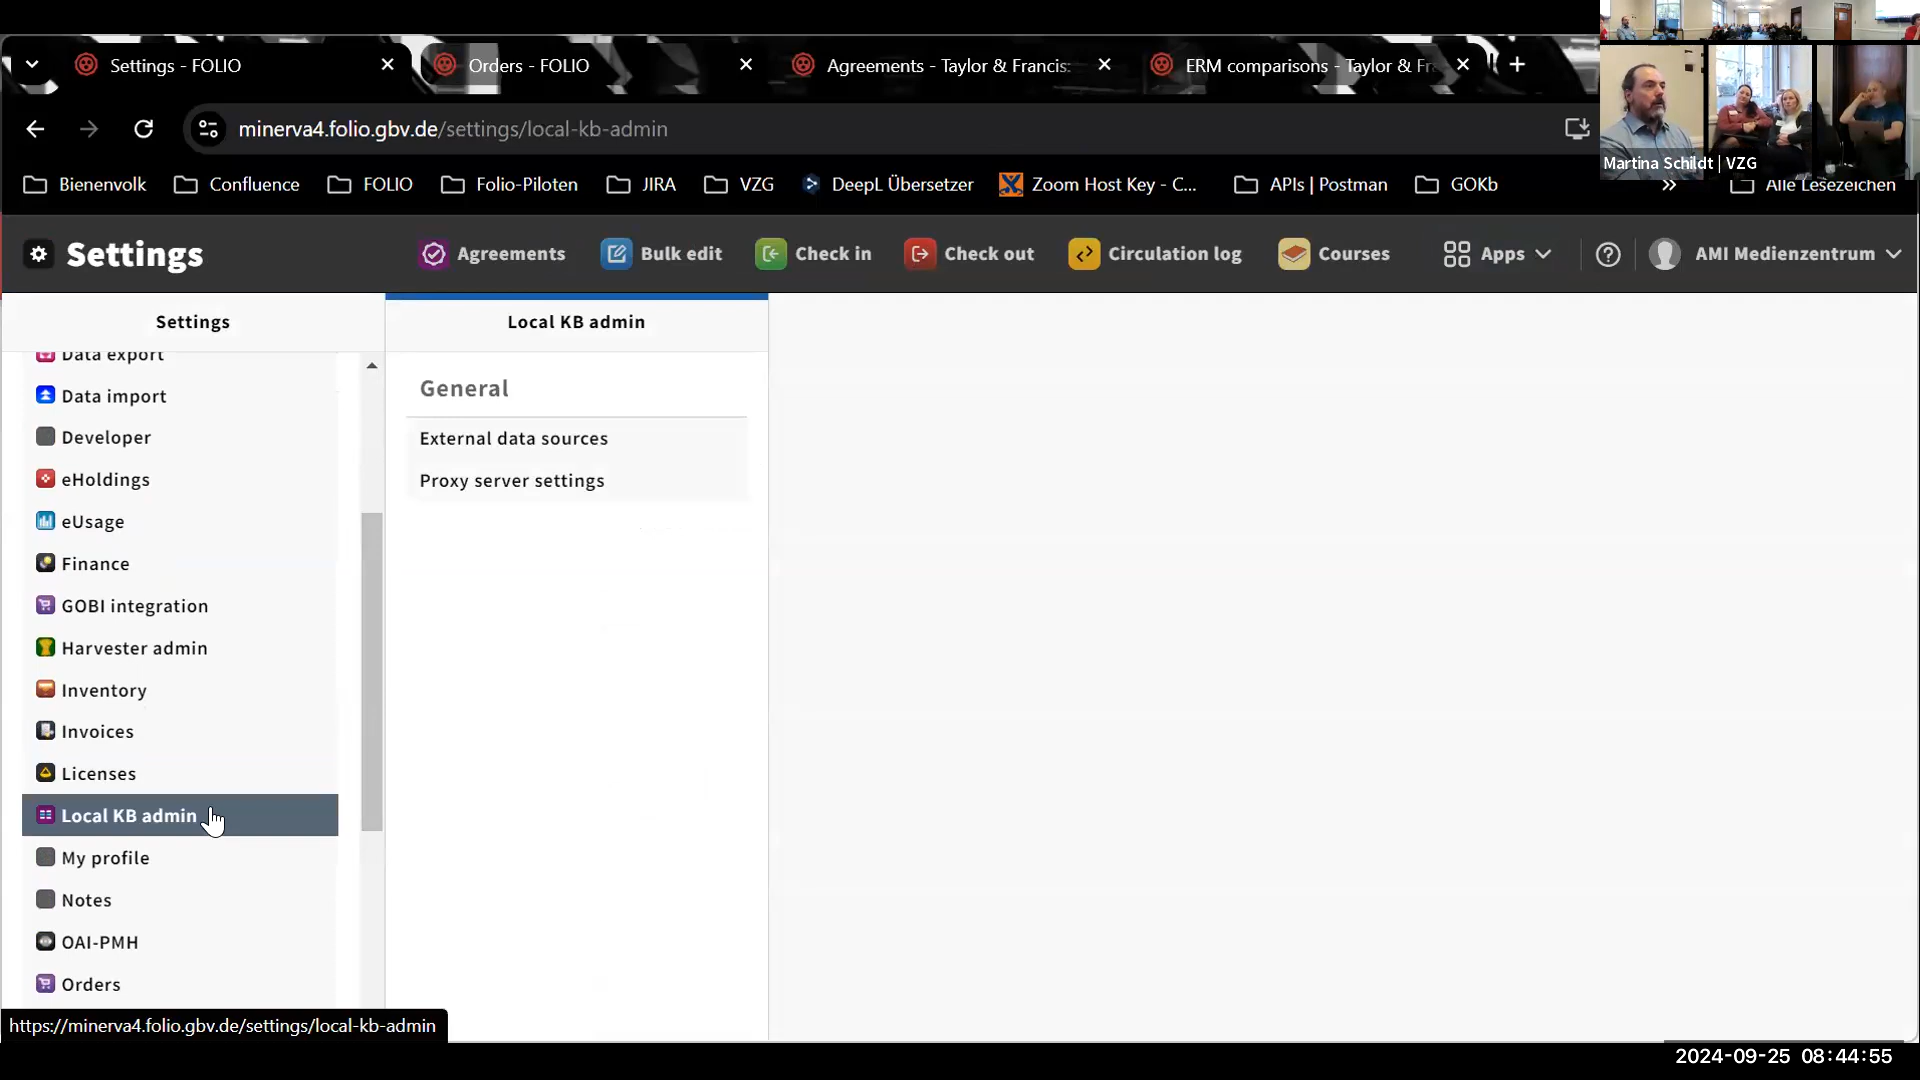 Settings - FOLIO
Orders - FOLIO
Agreements - Taylor & Francis:
ERM comparisons - Taylor & Fr
minerva4.folio.gbv.de/settings/local-kb-admin
Martina Schildt | VZG
Bienenvolk
Confluence
FOLIO
Folio-Piloten
JIRA
VZG
DeepL Übersetzer
Zoom Host Key - C...
APIs | Postman
GOKb
»
Alle Lesezeichen
Settings
Agreements
Bulk edit
Check in
Check out
Circulation log
Courses
Apps
AMI Medienzentrum
Settings
Data export
Data import
Developer
eHoldings
eUsage
Finance
GOBI integration
Harvester admin
Inventory
Invoices
Licenses
Local KB admin
My profile
Notes
OAI-PMH
Orders
Local KB admin
General
External data sources
Proxy server settings
https://minerva4.folio.gbv.de/settings/local-kb-admin
2024-09-25 08:44:55